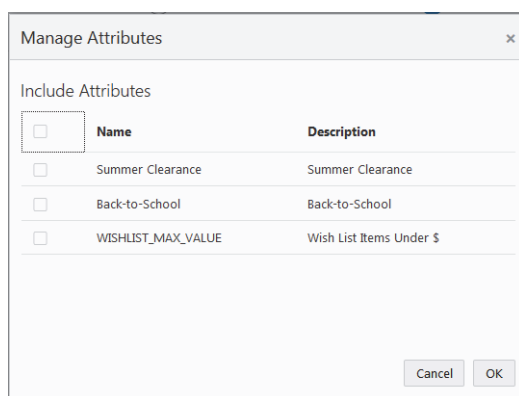 Manage Attributes
Include Attributes
Name Description
Summer Clearance Summer Clearance
Back-to-School Back-to-School
WISHLIST_MAX_VALUE Wish List Items Under $
Cancel OK